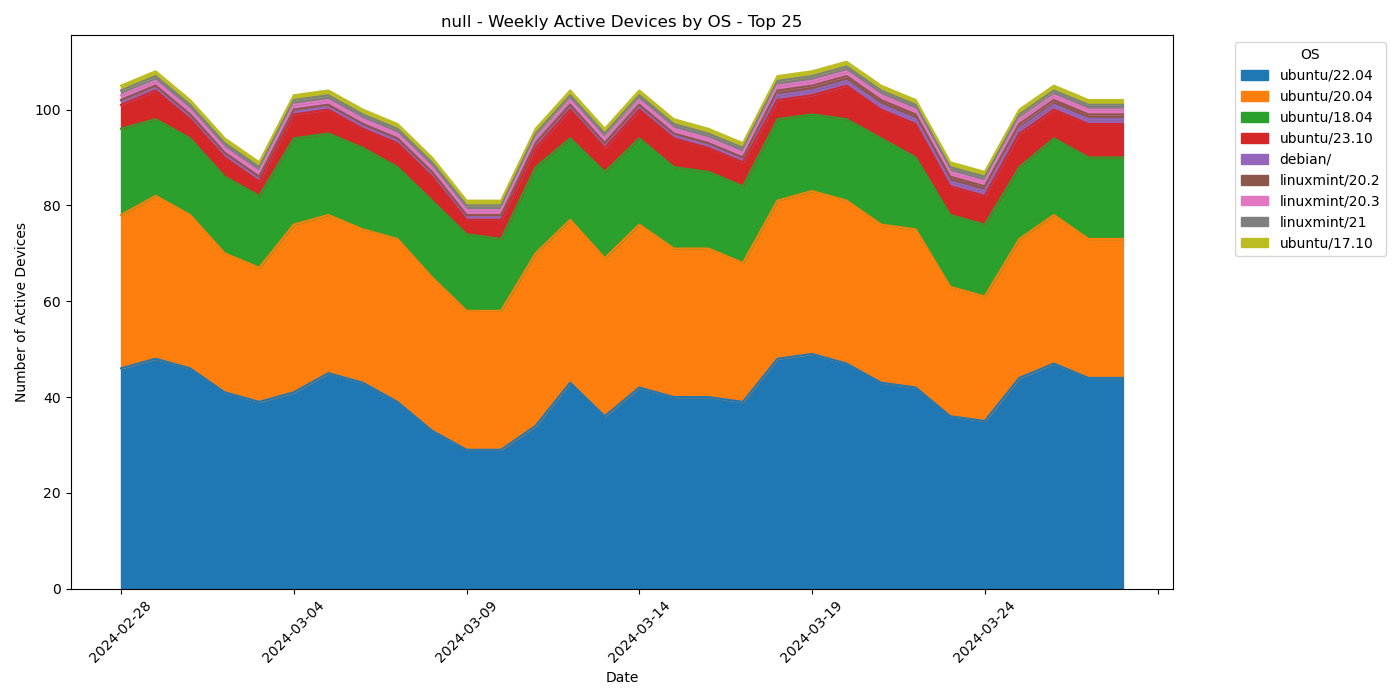 null - Weekly Active Devices by OS - Top 25
Number of Active Devices
100
80
60
40
20
0
2024-02-28
2024-03-04
2024-03-09
2024-03-14
2024-03-19
2024-03-24
Date
OS
ubuntu/22.04
ubuntu/20.04
ubuntu/18.04
ubuntu/23.10
debian/
linuxmint/20.2
linuxmint/20.3
linuxmint/21
ubuntu/17.10